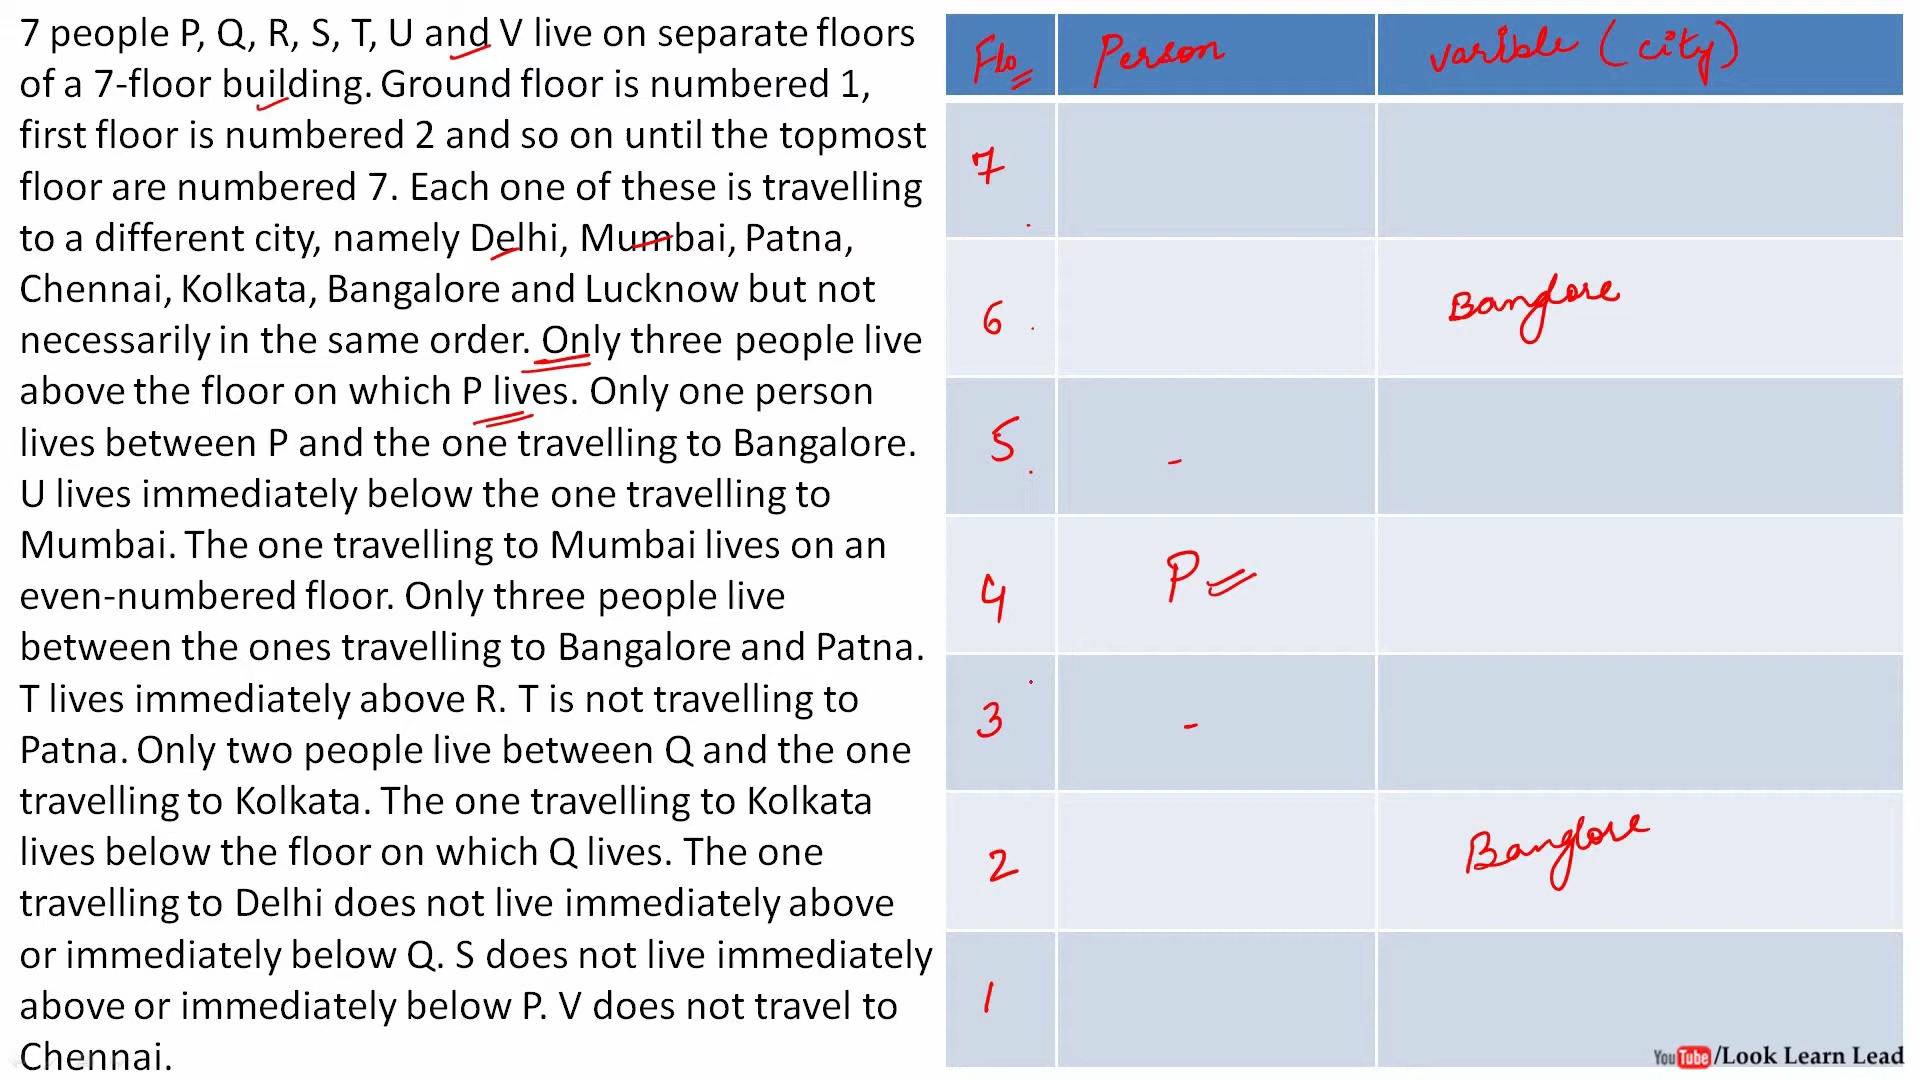 7 people P, Q, R, S, T, U and V live on separate floors
of a 7-floor building. Ground floor is numbered 1,
first floor is numbered 2 and so on until the topmost
floor are numbered 7. Each one of these is travelling
to a different city, namely Delhi, Mumbai, Patna,
Chennai, Kolkata, Bangalore and Lucknow but not
necessarily in the same order. Only three people live
above the floor on which P lives. Only one person
lives between P and the one travelling to Bangalore.
U lives immediately below the one travelling to
Mumbai. The one travelling to Mumbai lives on an
even-numbered floor. Only three people live
between the ones travelling to Bangalore and Patna.
T lives immediately above R. T is not travelling to
Patna. Only two people live between Q and the one
travelling to Kolkata. The one travelling to Kolkata
lives below the floor on which Q lives. The one
travelling to Delhi does not live immediately above
or immediately below Q. S does not live immediately
above or immediately below P. V does not travel to
Chennai.
Flo Person varible (city)
7
6 Banglore
5 -
4 P
3 -
2 Banglore
1
YouTube/Look Learn Lead